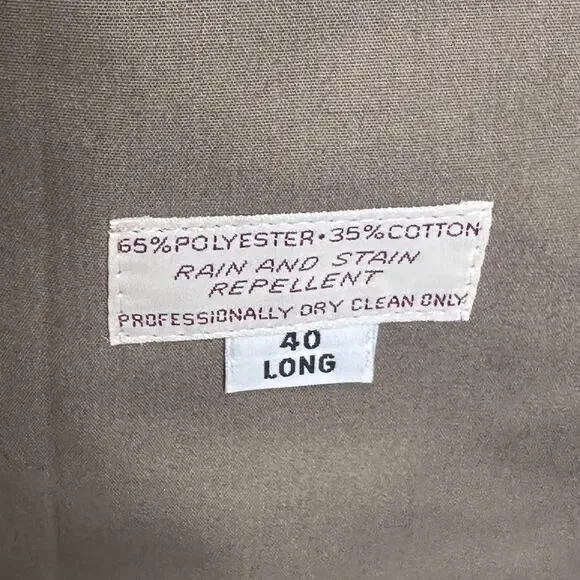 65% POLYESTER • 35% COTTON
RAIN AND STAIN
REPELLENT
PROFESSIONALLY DRY CLEAN ONLY
40
LONG